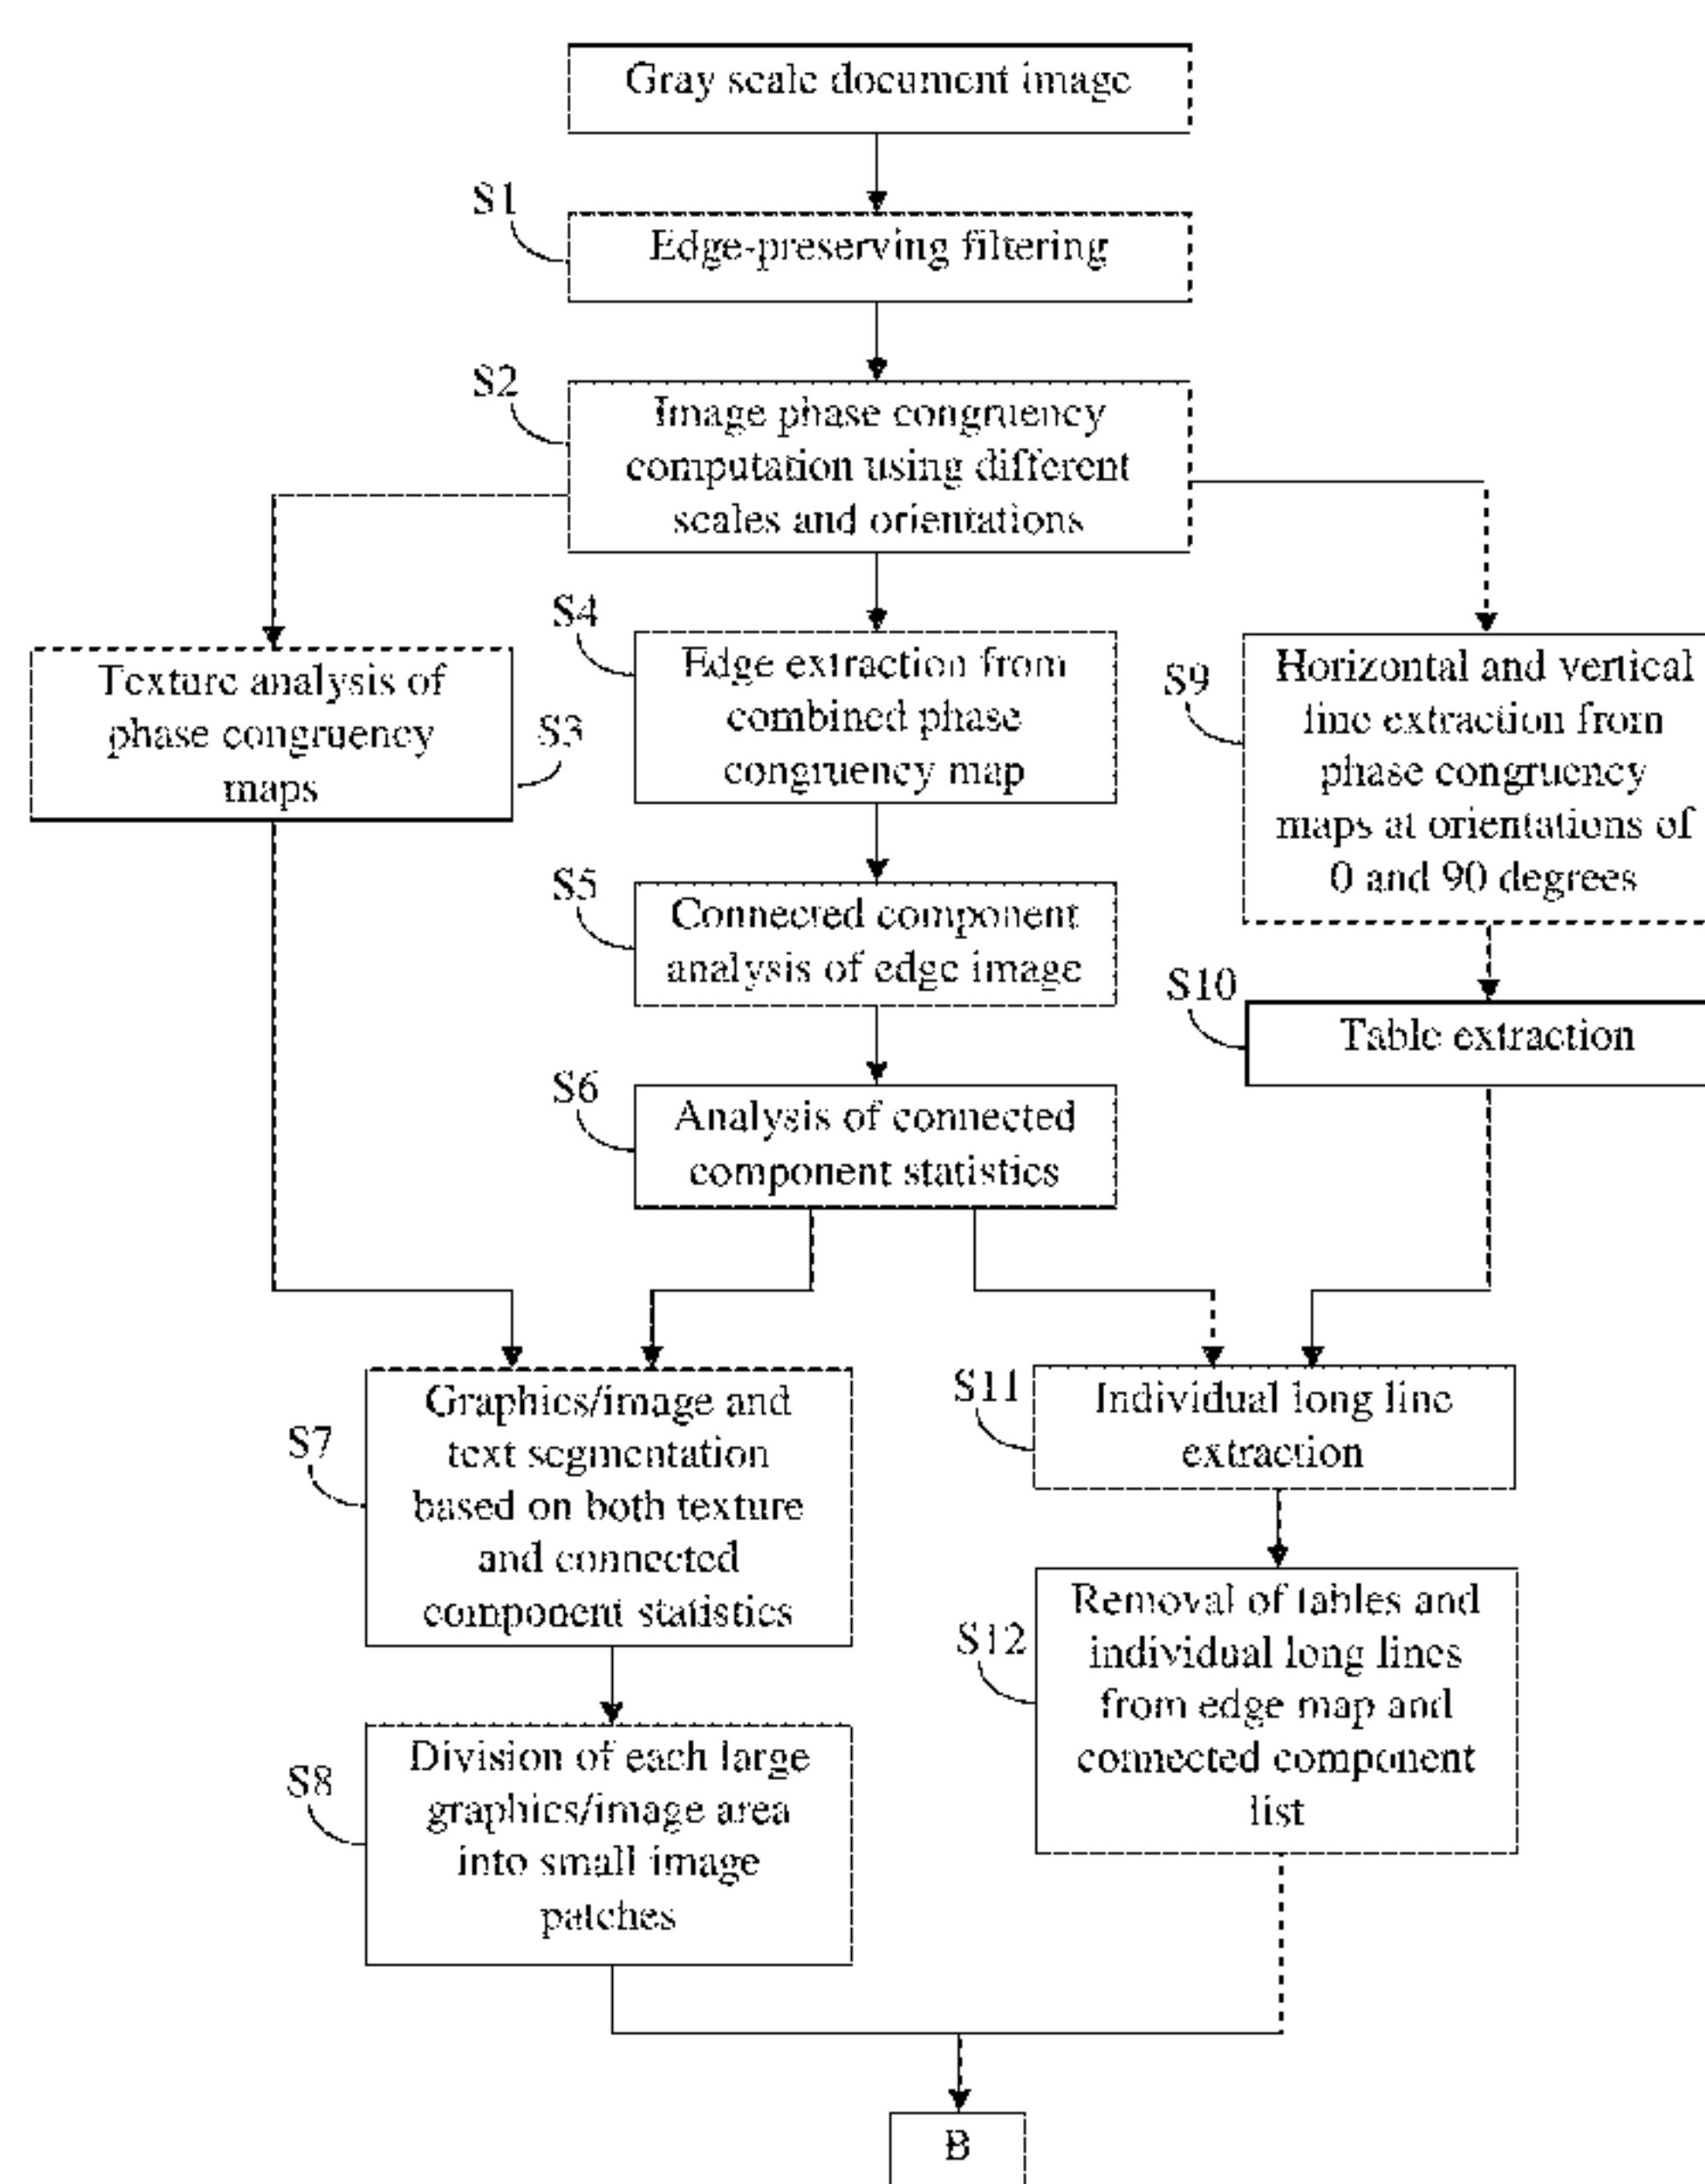 Gray scale document image
S1
Edge-preserving filtering
S2
Image phase congruency
computation using different
scales and orientations
S3
Texture analysis of
phase congruency
maps
S4
Edge extraction from
combined phase
congruency map
S9
Horizontal and vertical
line extraction from
phase congruency
maps at orientations of
0 and 90 degrees
S5
Connected component
analysis of edge image
S10
Table extraction
S6
Analysis of connected
component statistics
S7
Graphics/image and
text segmentation
based on both texture
and connected
component statistics
S11
Individual long line
extraction
S8
Division of each large
graphics/image area
into small image
patches
S12
Removal of tables and
individual long lines
from edge map and
connected component
list
B